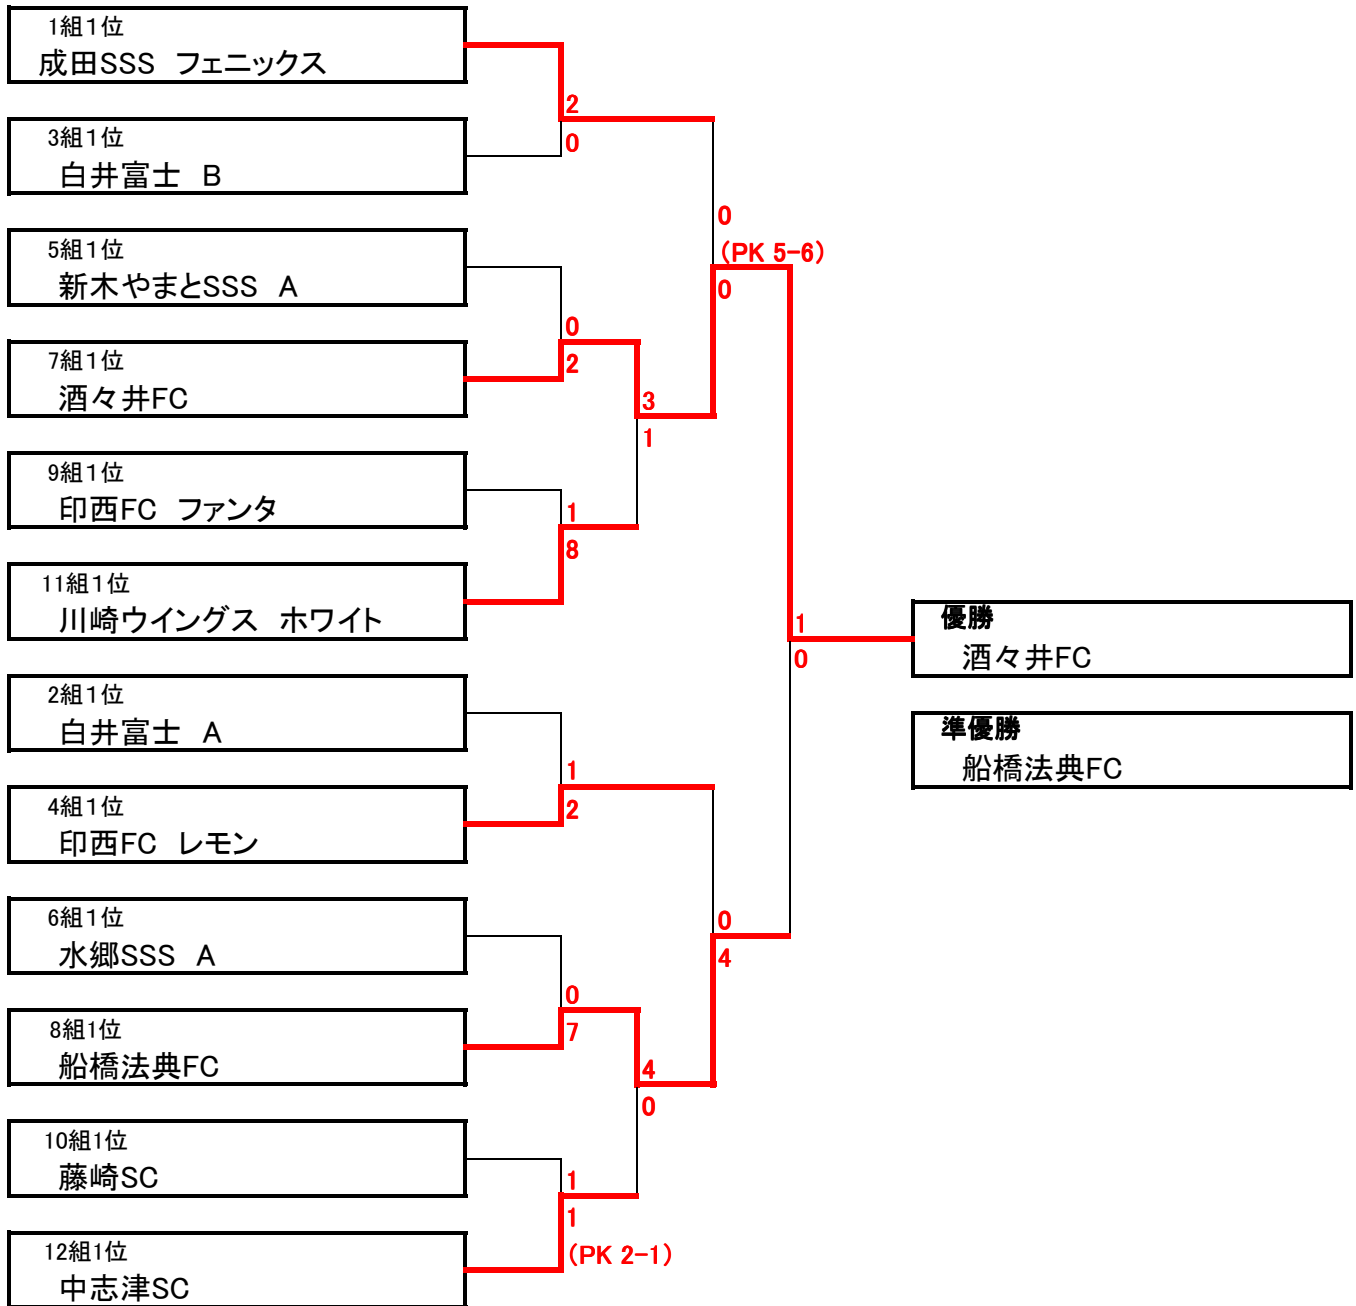 1組１位
成田SSS　フェニックス
2
0
3組１位
白井富士　B
0
(PK 5-6)
0
5組１位
新木やまとSSS　A
0
2
7組１位
酒々井FC
3
1
9組１位
印西FC　ファンタ
1
8
11組１位
川崎ウイングス　ホワイト
1
0
優勝
酒々井FC
2組１位
白井富士　A
準優勝
船橋法典FC
1
2
4組１位
印西FC　レモン
6組１位
水郷SSS　A
0
4
0
7
8組1位
船橋法典FC
4
0
10組1位
藤崎SC
1
1
(PK 2-1)
12組1位
中志津SC